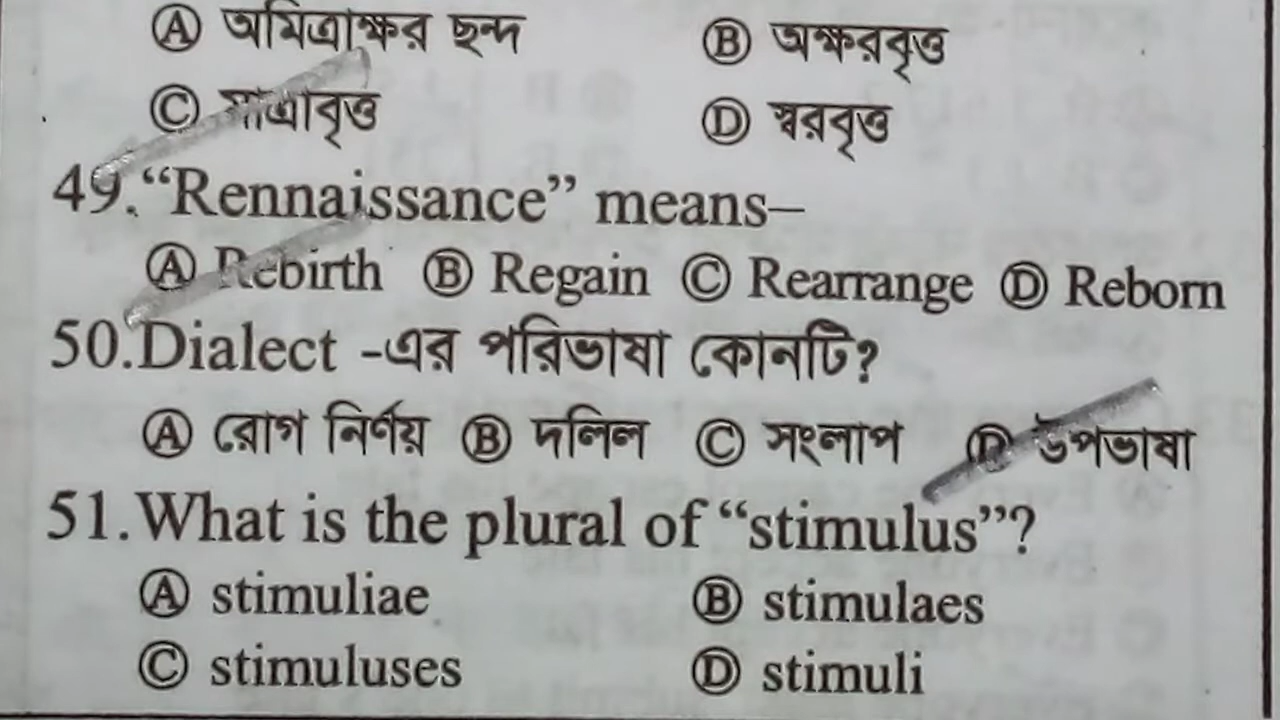 Ⓐ অমিত্রাক্ষর ছন্দ Ⓑ অক্ষরবৃত্ত
Ⓒ মাত্রাবৃত্ত Ⓓ স্বরবৃত্ত
49. “Rennaissance” means–
Ⓐ Rebirth Ⓑ Regain Ⓒ Rearrange Ⓓ Reborn
50. Dialect -এর পরিভাষা কোনটি?
Ⓐ রোগ নির্ণয় Ⓑ দলিল Ⓒ সংলাপ Ⓓ উপভাষা
51. What is the plural of “stimulus”?
Ⓐ stimuliae Ⓑ stimulaes
Ⓒ stimuluses Ⓓ stimuli